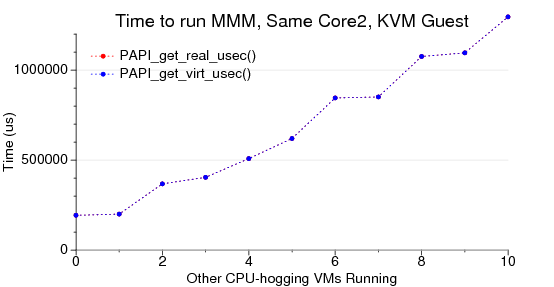 Time to run MMM, Same Core2, KVM Guest
PAPI_get_real_usec()
PAPI_get_virt_usec()
1000000
500000
0
Time (us)
0 2 4 6 8 10
Other CPU-hogging VMs Running